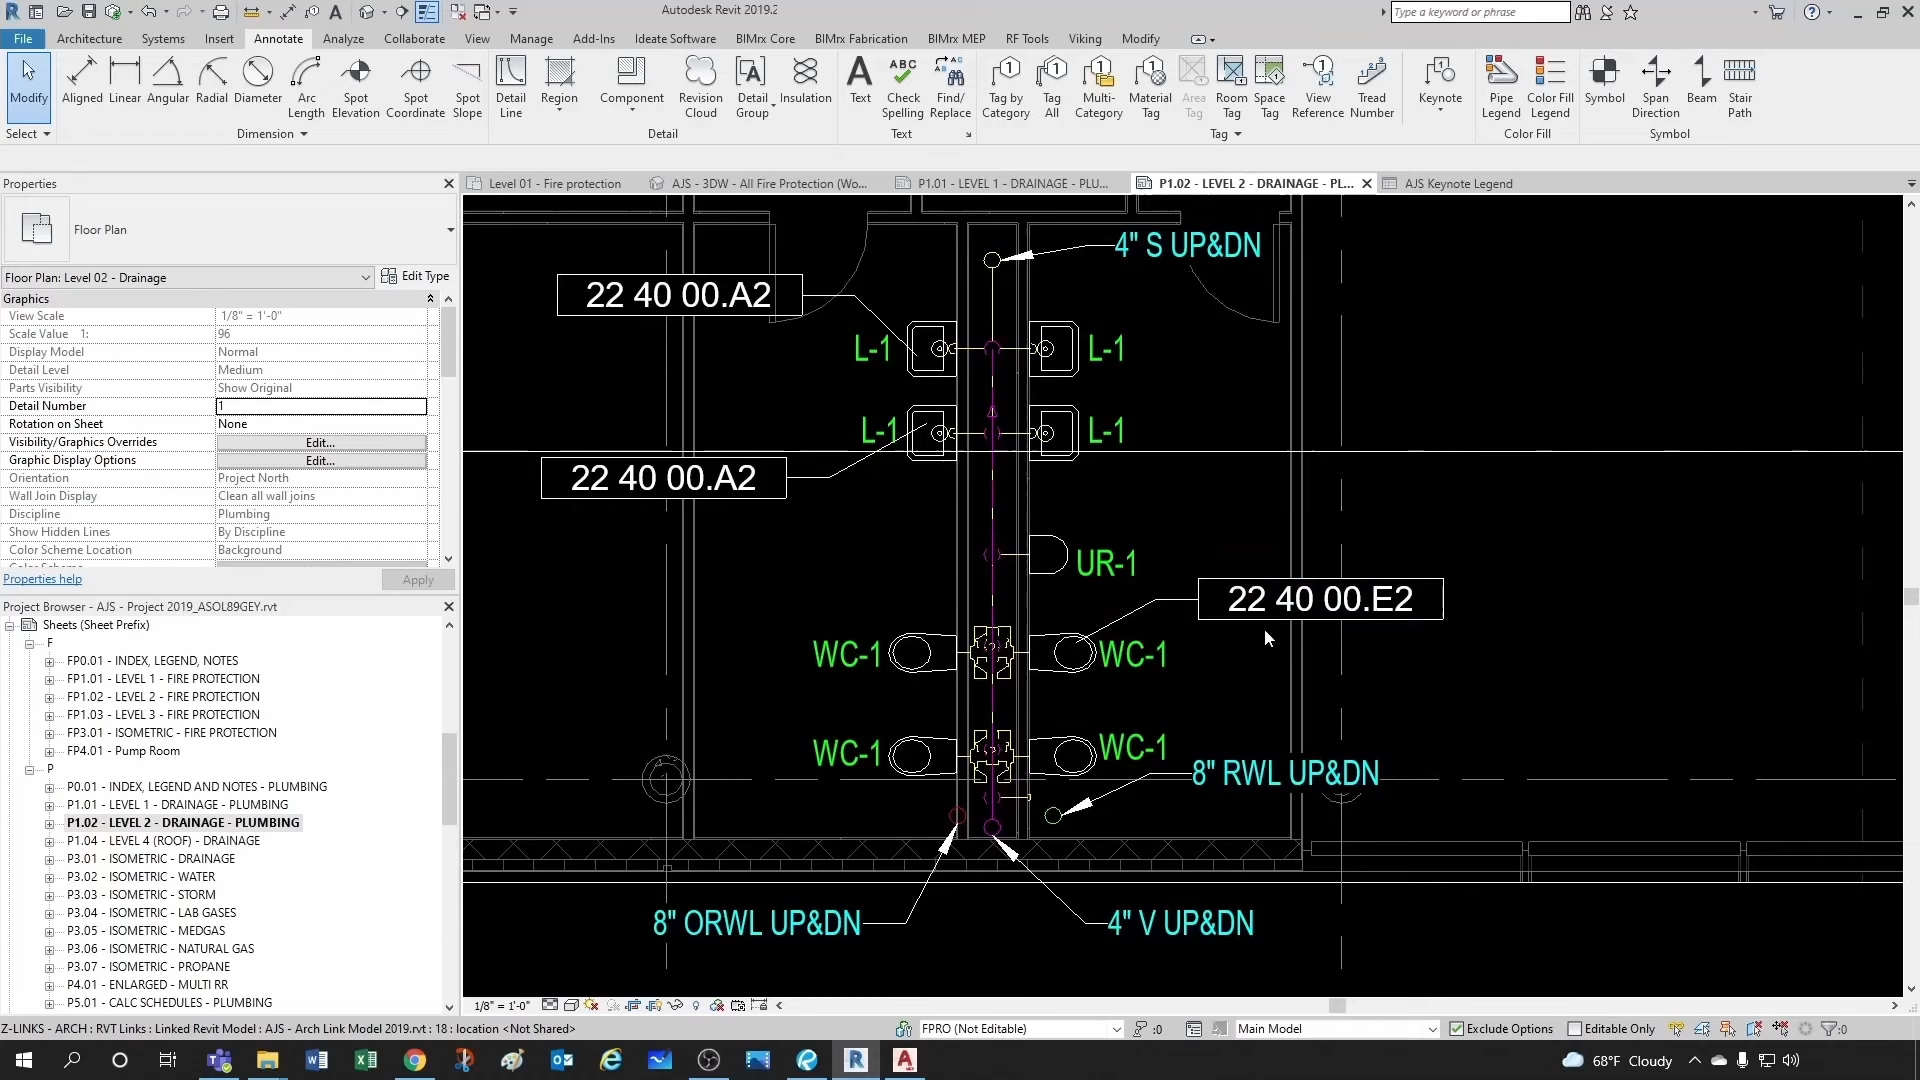 Autodesk Revit 2019.2
Type a keyword or phrase
File Architecture Systems Insert Annotate Analyze Collaborate View Manage Add-Ins Ideate Software BIMrx Core BIMrx Fabrication BIMrx MEP RF Tools Viking Modify
Modify Aligned Linear Angular Radial Diameter Arc Length Spot Elevation Spot Coordinate Spot Slope Detail Line Region Component Revision Cloud Detail Group Insulation Text ABC Check Spelling Find/ Replace Tag by Category Tag All Multi- Category Material Tag Area Tag Room Tag Space Tag View Reference Tread Number Keynote Pipe Legend Color Fill Legend Symbol Span Direction Beam Stair Path
Select Dimension Detail Text Tag Color Fill Symbol
Properties
Level 01 - Fire protection AJS - 3DW - All Fire Protection (Wo... P1.01 - LEVEL 1 - DRAINAGE - PLU... P1.02 - LEVEL 2 - DRAINAGE - PL... AJS Keynote Legend
Floor Plan
Floor Plan: Level 02 - Drainage Edit Type
Graphics
View Scale 1/8" = 1'-0"
Scale Value 1: 96
Display Model Normal
Detail Level Medium
Parts Visibility Show Original
Detail Number 1
Rotation on Sheet None
Visibility/Graphics Overrides Edit...
Graphic Display Options Edit...
Orientation Project North
Wall Join Display Clean all wall joins
Discipline Plumbing
Show Hidden Lines By Discipline
Color Scheme Location Background
Properties help Apply
Project Browser - AJS - Project 2019_ASOL89GEY.rvt
Sheets (Sheet Prefix)
F
FP0.01 - INDEX, LEGEND, NOTES
FP1.01 - LEVEL 1 - FIRE PROTECTION
FP1.02 - LEVEL 2 - FIRE PROTECTION
FP1.03 - LEVEL 3 - FIRE PROTECTION
FP3.01 - ISOMETRIC - FIRE PROTECTION
FP4.01 - Pump Room
P
P0.01 - INDEX, LEGEND AND NOTES - PLUMBING
P1.01 - LEVEL 1 - DRAINAGE - PLUMBING
P1.02 - LEVEL 2 - DRAINAGE - PLUMBING
P1.04 - LEVEL 4 (ROOF) - DRAINAGE
P3.01 - ISOMETRIC - DRAINAGE
P3.02 - ISOMETRIC - WATER
P3.03 - ISOMETRIC - STORM
P3.04 - ISOMETRIC - LAB GASES
P3.05 - ISOMETRIC - MEDGAS
P3.06 - ISOMETRIC - NATURAL GAS
P3.07 - ISOMETRIC - PROPANE
P4.01 - ENLARGED - MULTI RR
P5.01 - CALC SCHEDULES - PLUMBING
4" S UP&DN
22 40 00.A2
L-1 L-1
L-1 L-1
22 40 00.A2
UR-1
22 40 00.E2
WC-1 WC-1
WC-1 WC-1
8" RWL UP&DN
8" ORWL UP&DN 4" V UP&DN
1/8" = 1'-0"
Z-LINKS - ARCH : RVT Links : Linked Revit Model : AJS - Arch Link Model 2019.rvt : 18 : location <Not Shared> FPRO (Not Editable) :0 Main Model Exclude Options Editable Only :0
68°F Cloudy